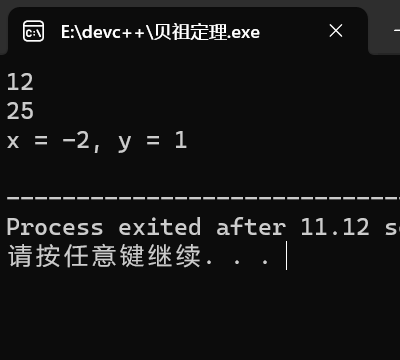 E:\devc++\贝祖定理.exe
12
25
x = -2, y = 1
--------------------------------
Process exited after 11.12 s
请按任意键继续. . .